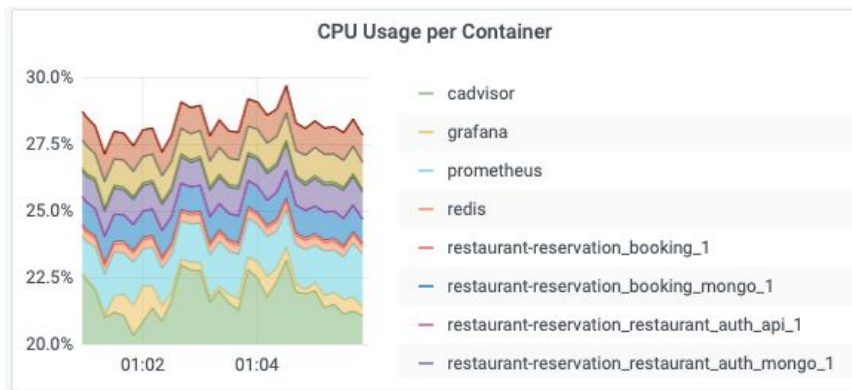 CPU Usage per Container
30.0%
27.5%
25.0%
22.5%
20.0%
01:02
01:04
cadvisor
grafana
prometheus
redis
restaurant-reservation_booking_1
restaurant-reservation_booking_mongo_1
restaurant-reservation_restaurant_auth_api_1
restaurant-reservation_restaurant_auth_mongo_1